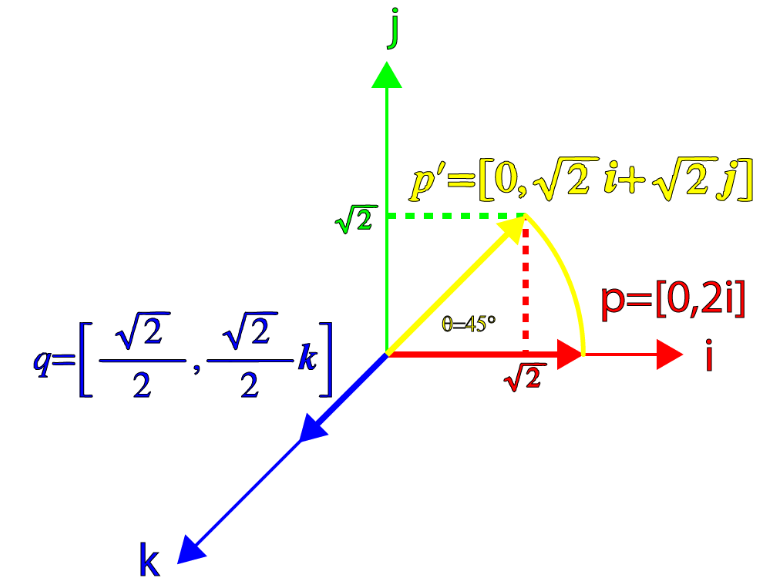 j
p′=[0,√2 i+√2 j]
√2
p=[0,2i]
θ=45°
q=[√2/2,√2/2 k]
i
√2
k